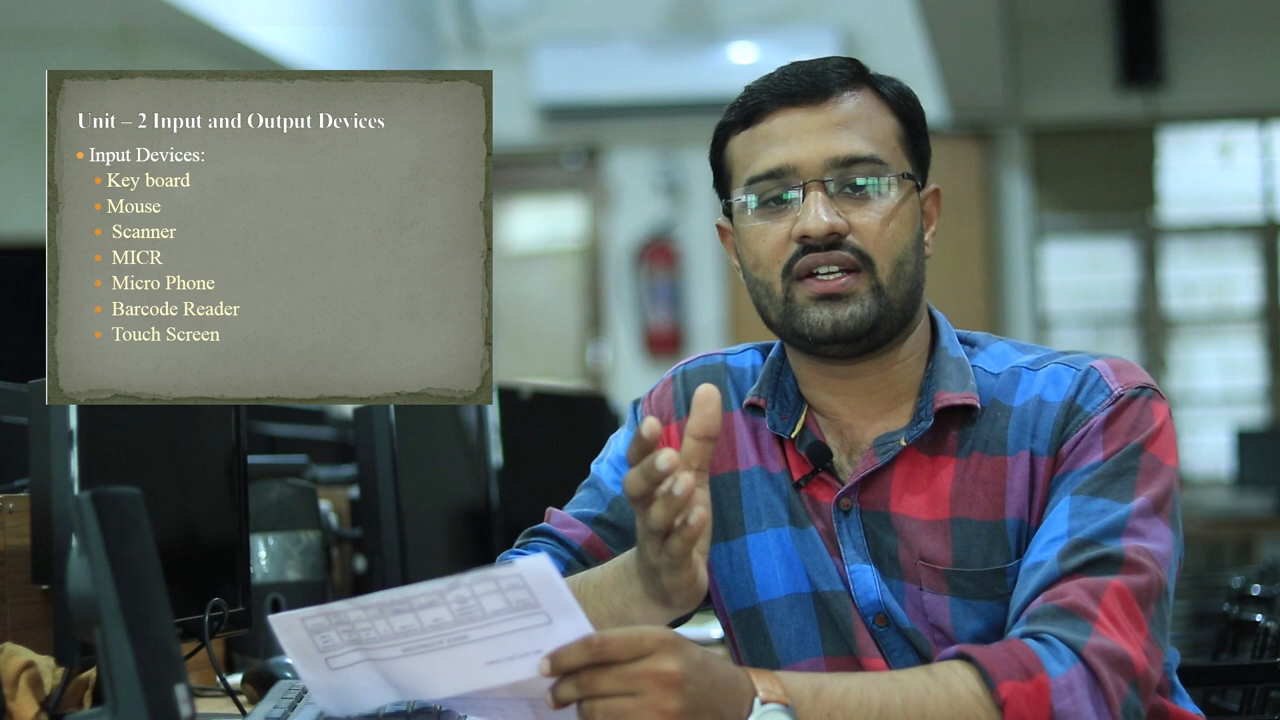 Unit – 2 Input and Output Devices
Input Devices:
Key board
Mouse
Scanner
MICR
Micro Phone
Barcode Reader
Touch Screen